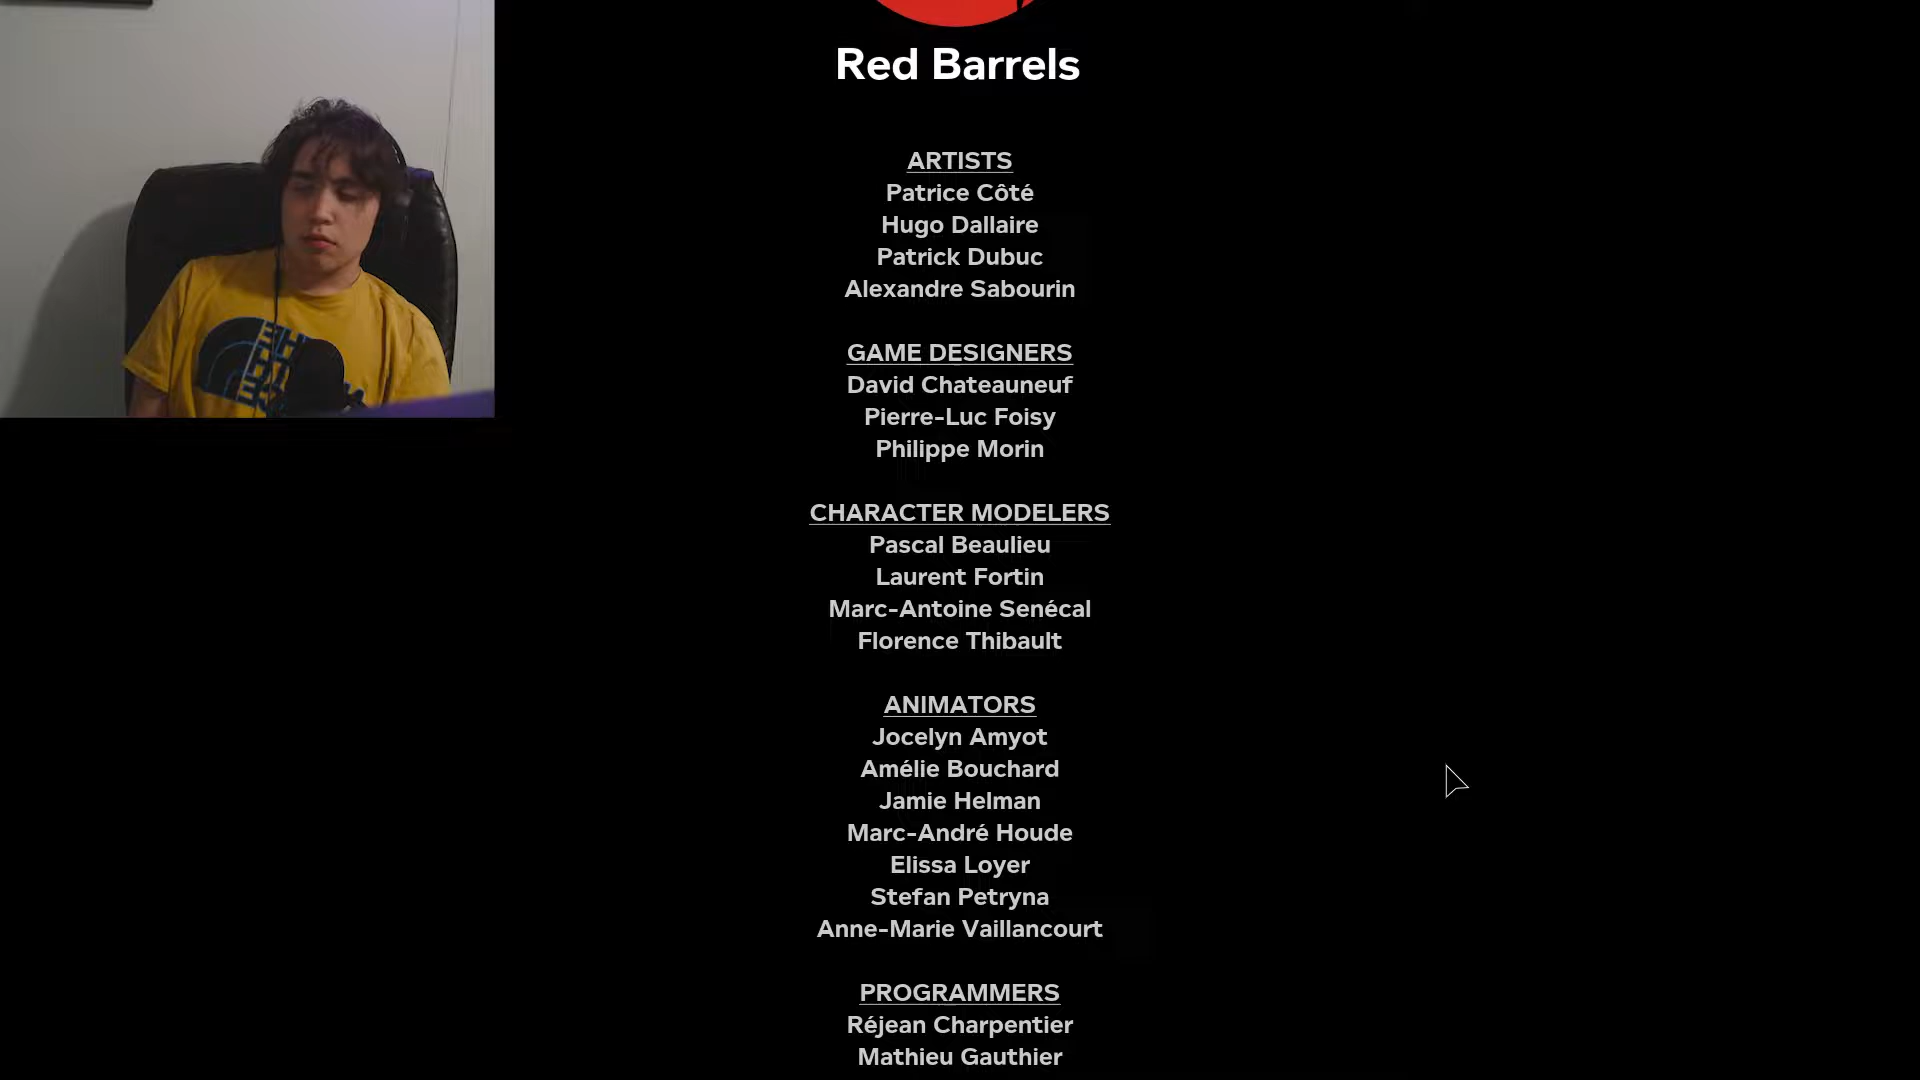 Red Barrels
ARTISTS
Patrice Côté
Hugo Dallaire
Patrick Dubuc
Alexandre Sabourin
GAME DESIGNERS
David Chateauneuf
Pierre-Luc Foisy
Philippe Morin
CHARACTER MODELERS
Pascal Beaulieu
Laurent Fortin
Marc-Antoine Senécal
Florence Thibault
ANIMATORS
Jocelyn Amyot
Amélie Bouchard
Jamie Helman
Marc-André Houde
Elissa Loyer
Stefan Petryna
Anne-Marie Vaillancourt
PROGRAMMERS
Réjean Charpentier
Mathieu Gauthier